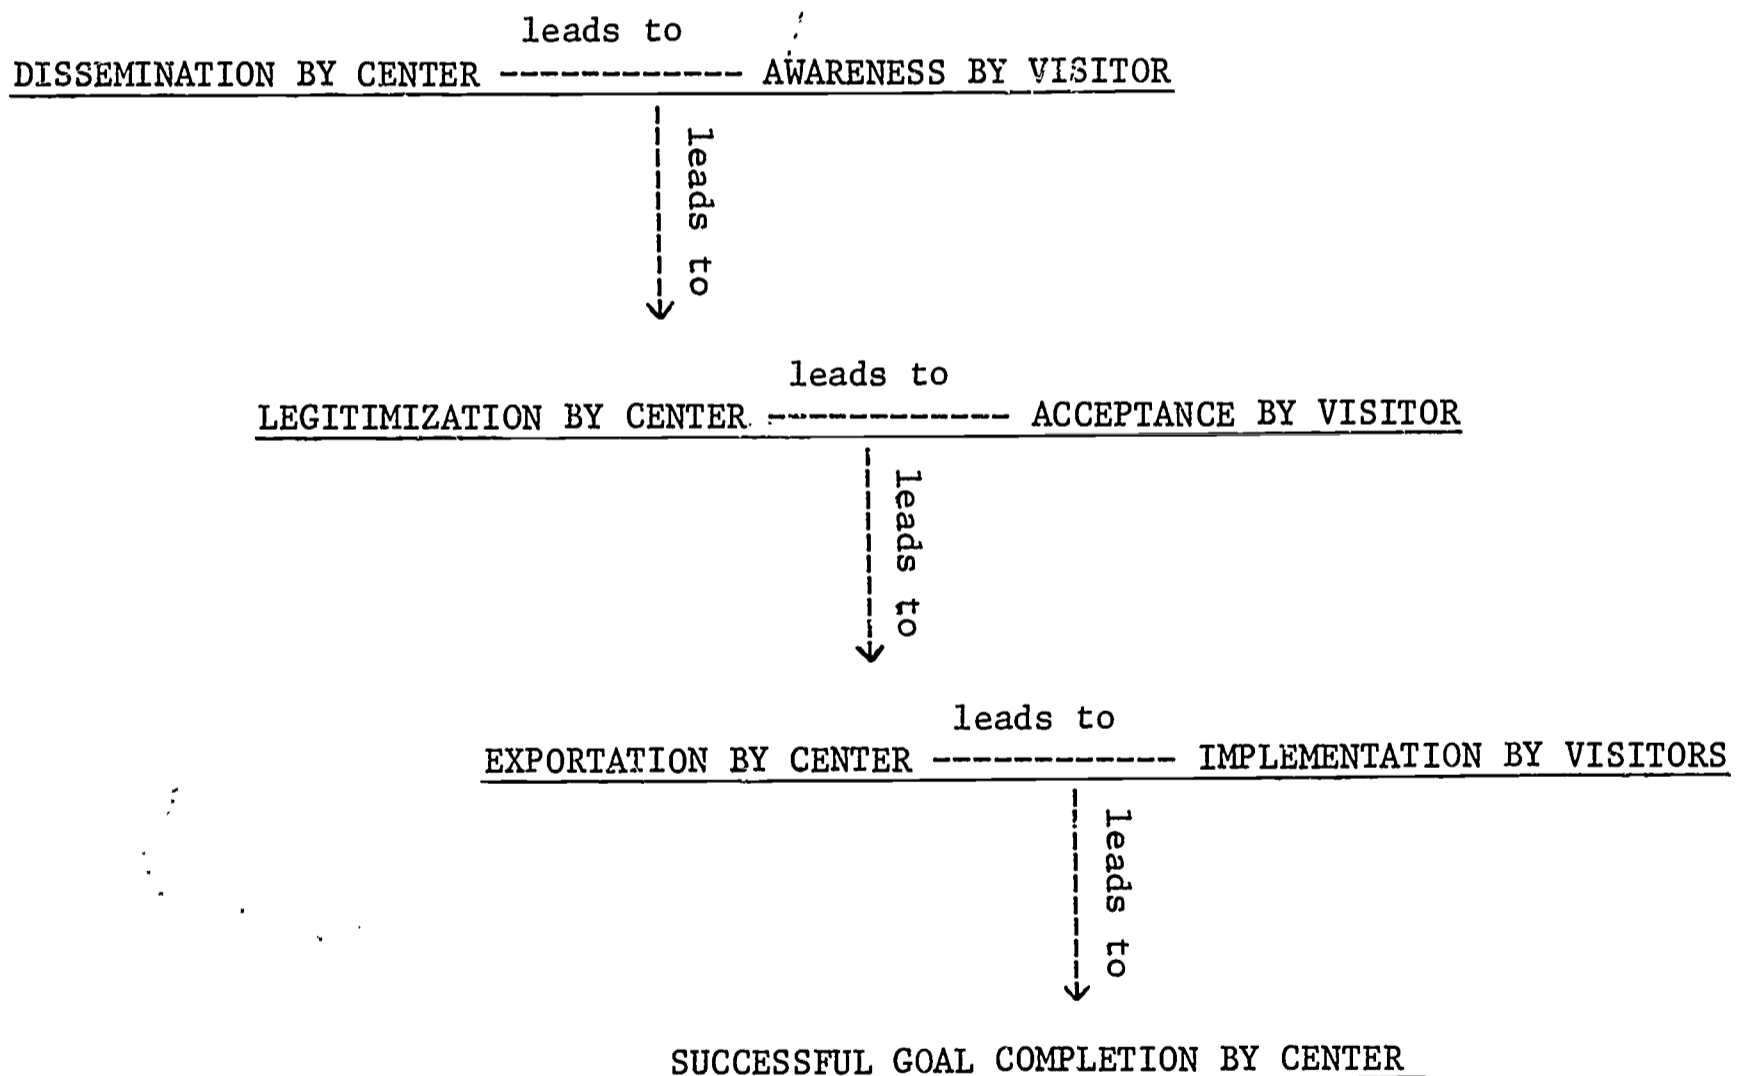 leads to
DISSEMINATION BY CENTER ------------ AWARENESS BY VISITOR
leads to
leads to
LEGITIMIZATION BY CENTER ------------ ACCEPTANCE BY VISITOR
leads to
leads to
EXPORTATION BY CENTER ------------ IMPLEMENTATION BY VISITORS
leads to
SUCCESSFUL GOAL COMPLETION BY CENTER